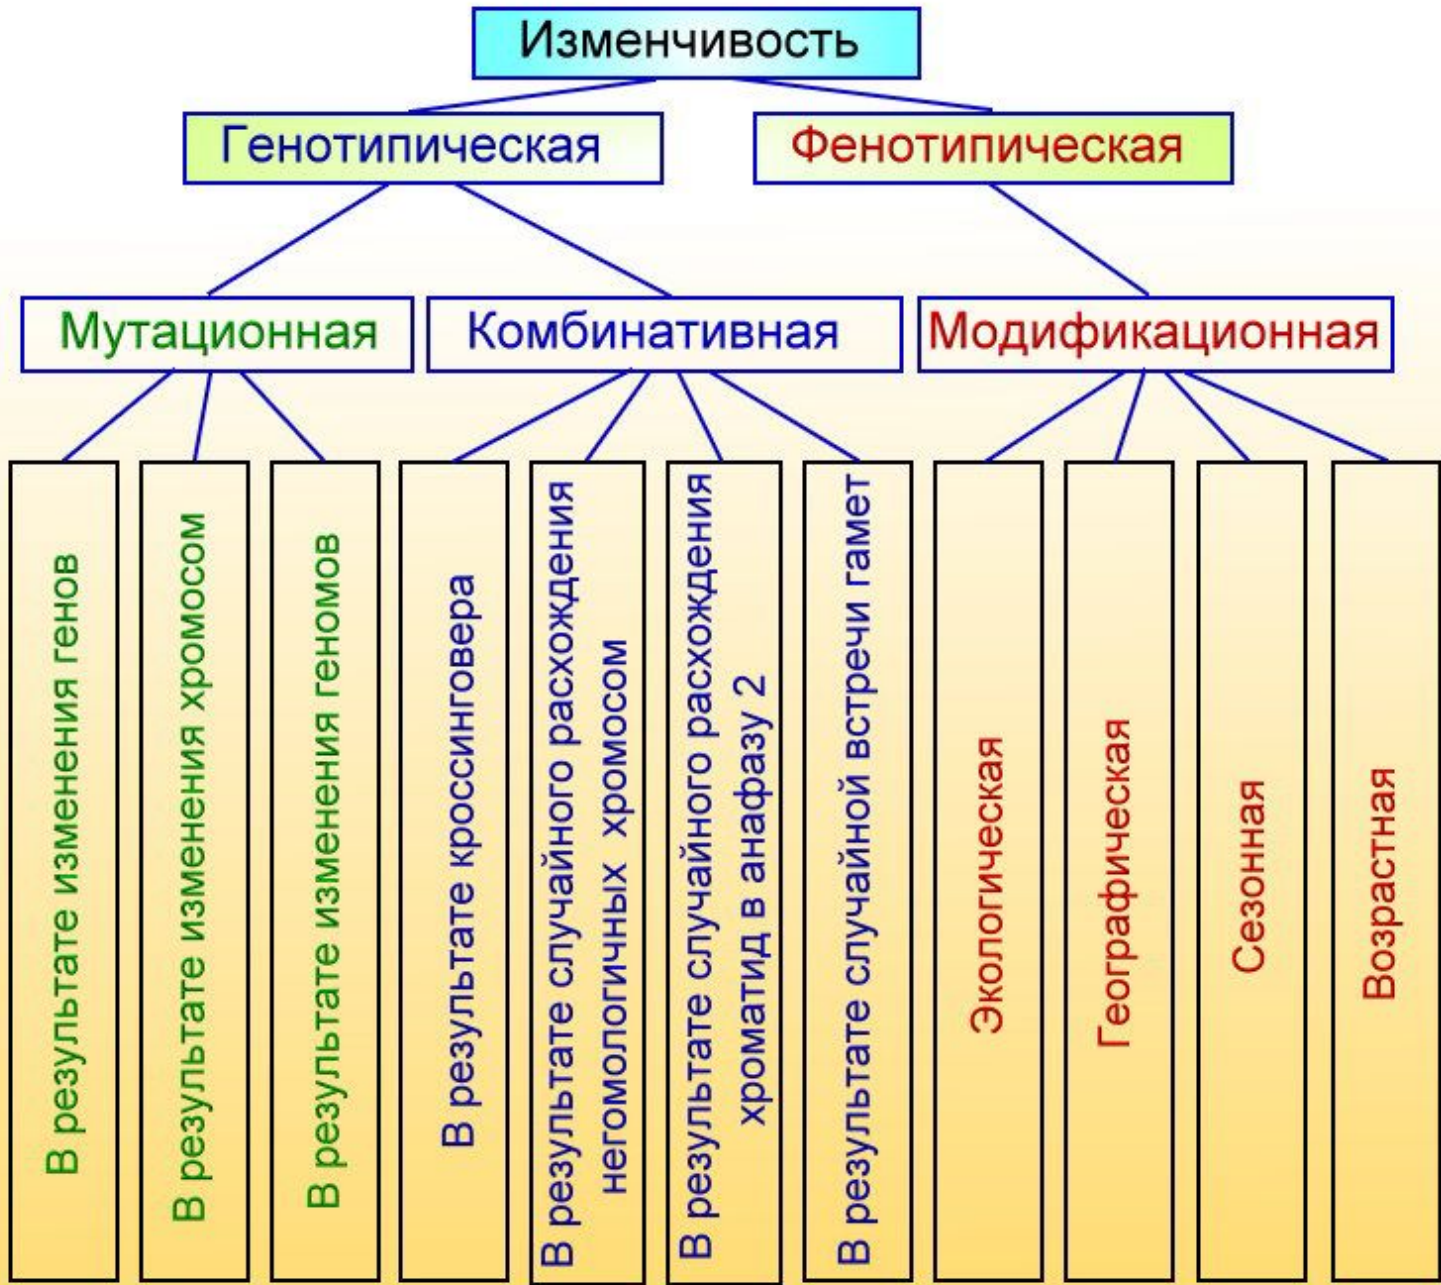 Изменчивость
Генотипическая
Фенотипическая
Мутационная
Комбинативная
Модификационная
В результате изменения генов
В результате изменения хромосом
В результате изменения геномов
В результате кроссинговера
В результате случайного расхождения
негомологичных хромосом
В результате случайного расхождения
хроматид в анафазу 2
В результате случайной встречи гамет
Экологическая
Географическая
Сезонная
Возрастная